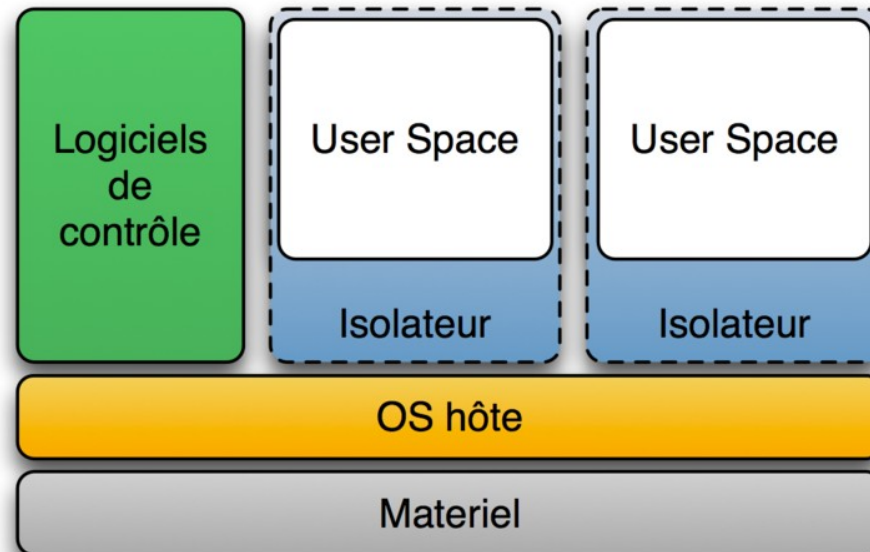 Logiciels
de
contrôle
User Space
User Space
Isolateur
Isolateur
OS hôte
Materiel